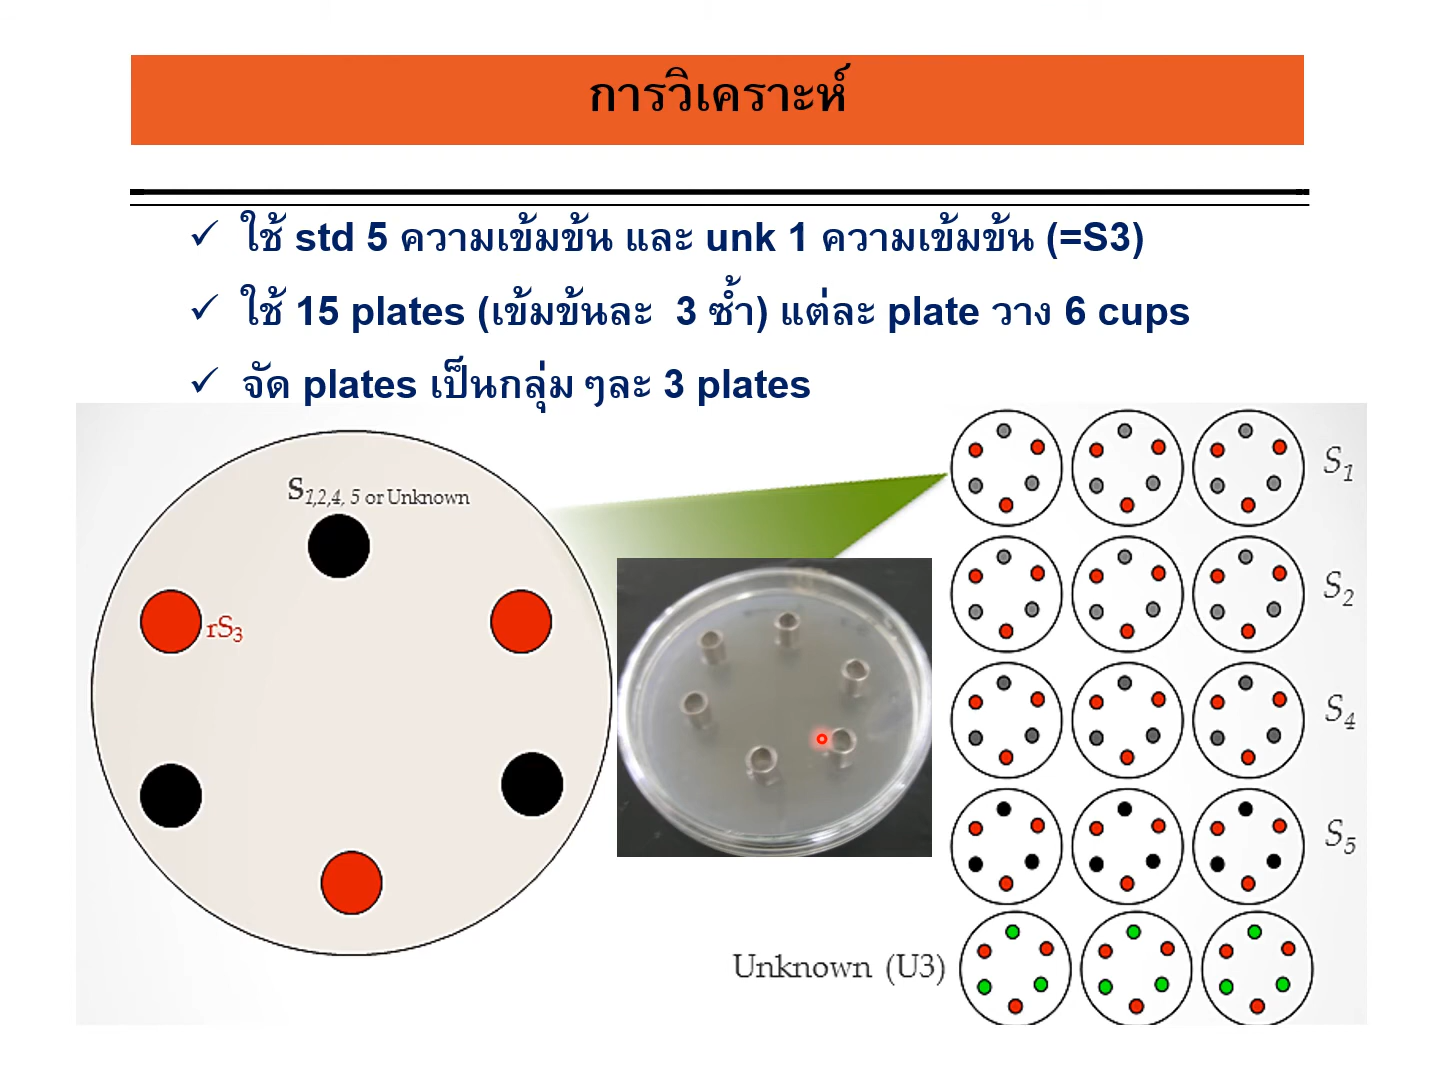 การวิเคราะห์
✓ ใช้ std 5 ความเข้มข้น และ unk 1 ความเข้มข้น (=S3)
✓ ใช้ 15 plates (เข้มข้นละ 3 ซ้ำ) แต่ละ plate วาง 6 cups
✓ จัด plates เป็นกลุ่ม ๆละ 3 plates
S1,2,4, 5 or Unknown
rS3
S1
S2
S4
S5
Unknown (U3)